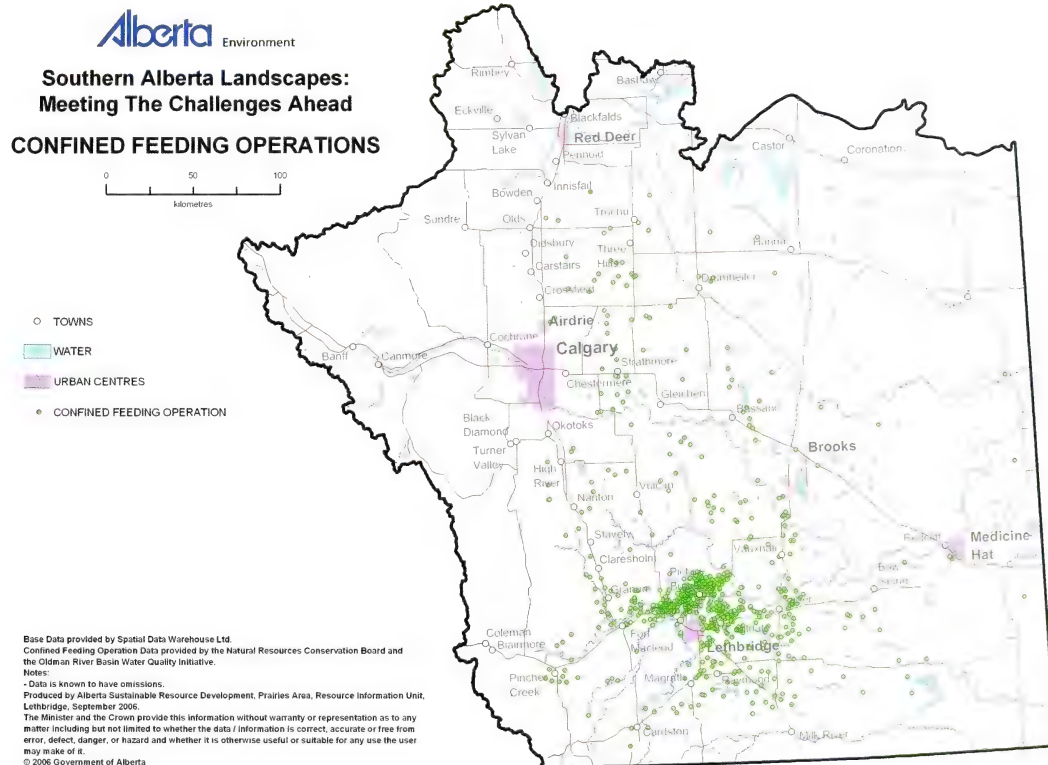 Alberta Environment
Southern Alberta Landscapes:
Meeting The Challenges Ahead
CONFINED FEEDING OPERATIONS
0 50 100
kilometres
TOWNS
WATER
URBAN CENTRES
CONFINED FEEDING OPERATION
Rimbey
Bashaw
Eckville
Blackfalds
Sylvan
Lake
Red Deer
Penhold
Castor
Coronation
Innisfail
Bowden
Sundre
Olds
Trochu
Didsbury
Three
Hills
Hanna
Carstairs
Drumheller
Crossfield
Airdrie
Cochrane
Calgary
Banff
Canmore
Strathmore
Chestermere
Gleichen
Bassano
Black
Diamond
Okotoks
Turner
Valley
Brooks
High
River
Vulcan
Nanton
Stavely
Vauxhall
Redcliff
Medicine
Hat
Claresholm
Bow
Granum
Coleman
Blairmore
Fort
Macleod
Lethbridge
Pincher
Creek
Magrath
Raymond
Cardston
Milk River
Base Data provided by Spatial Data Warehouse Ltd.
Confined Feeding Operation Data provided by the Natural Resources Conservation Board and
the Oldman River Basin Water Quality Initiative.
Notes:
- Data is known to have omissions.
Produced by Alberta Sustainable Resource Development, Prairies Area, Resource Information Unit,
Lethbridge, September 2006.
The Minister and the Crown provide this information without warranty or representation as to any
matter including but not limited to whether the data / information is correct, accurate or free from
error, defect, danger, or hazard and whether it is otherwise useful or suitable for any use the user
may make of it.
© 2006 Government of Alberta